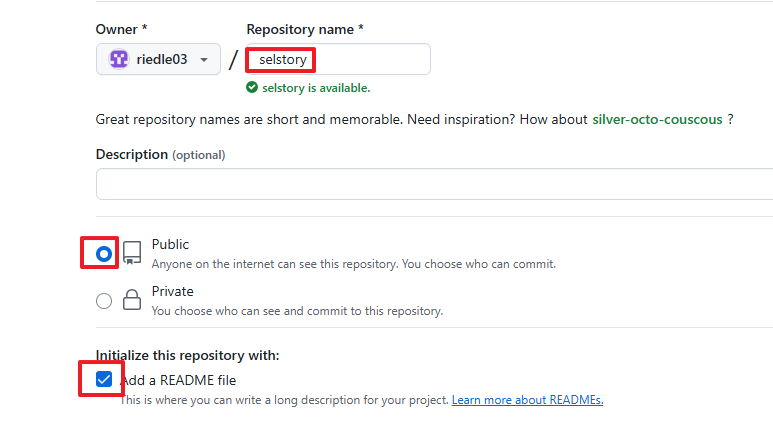 Owner * Repository name *
riedle03 / selstory
selstory is available.
Great repository names are short and memorable. Need inspiration? How about silver-octo-couscous ?
Description (optional)
Public
Anyone on the internet can see this repository. You choose who can commit.
Private
You choose who can see and commit to this repository.
Initialize this repository with:
Add a README file
This is where you can write a long description for your project. Learn more about READMEs.